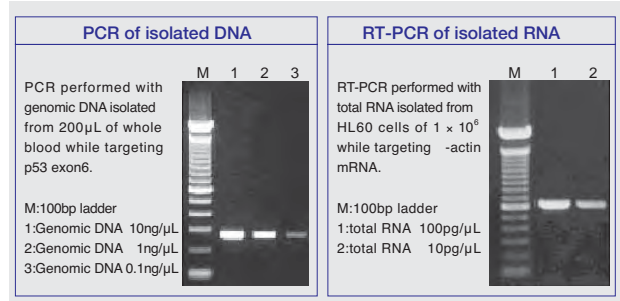 PCR of isolated DNA
PCR performed with
genomic DNA isolated
from 200μL of whole
blood while targeting
p53 exon6.
M:100bp ladder
1:Genomic DNA 10ng/μL
2:Genomic DNA 1ng/μL
3:Genomic DNA 0.1ng/μL
M 1 2 3
RT-PCR of isolated RNA
RT-PCR performed with
total RNA isolated from
HL60 cells of 1 × 10⁶
while targeting -actin
mRNA.
M:100bp ladder
1:total RNA 100pg/μL
2:total RNA 10pg/μL
M 1 2